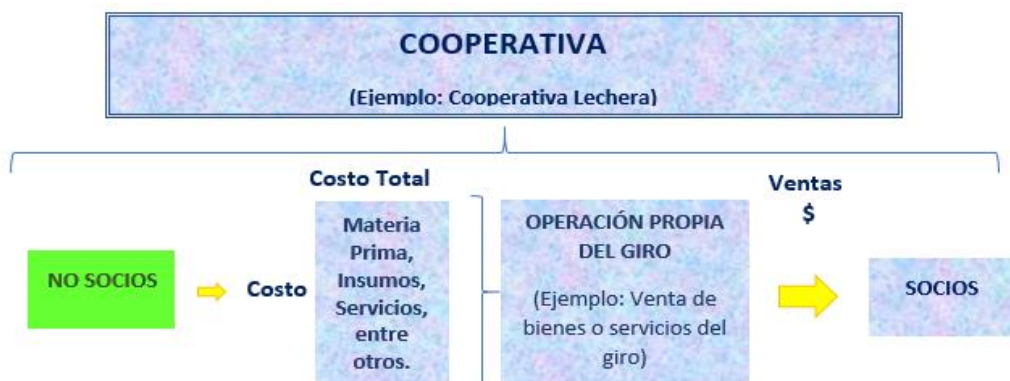 COOPERATIVA
(Ejemplo: Cooperativa Lechera)
Costo Total
Ventas
$
NO SOCIOS
Costo
Materia
Prima,
Insumos,
Servicios,
entre
otros.
OPERACIÓN PROPIA
DEL GIRO
(Ejemplo: Venta de
bienes o servicios del
giro)
SOCIOS